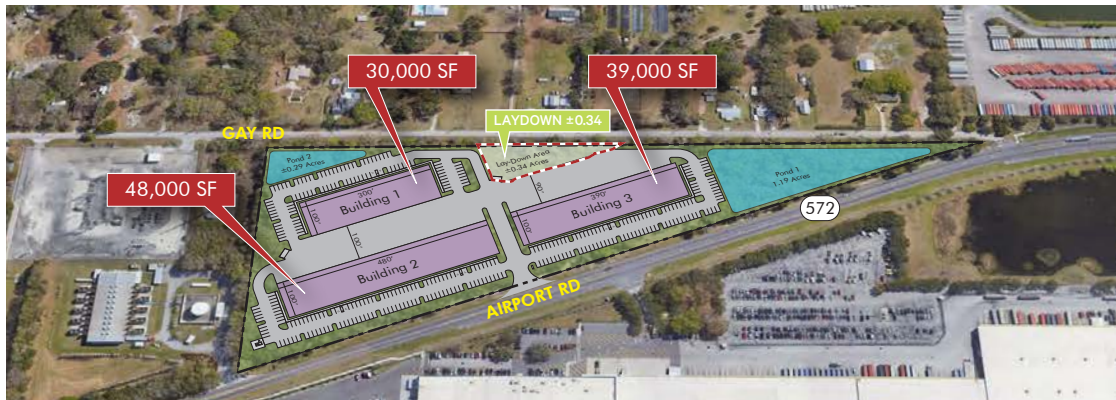 30,000 SF
39,000 SF
LAYDOWN ±0.34
GAY RD
Pond 2
±0.29 Acres
Lay-Down Area
±0.34 Acres
Pond 1
1.19 Acres
48,000 SF
300'
100'
Building 1
90'
390'
100'
Building 3
572
100'
480'
100'
Building 2
AIRPORT RD